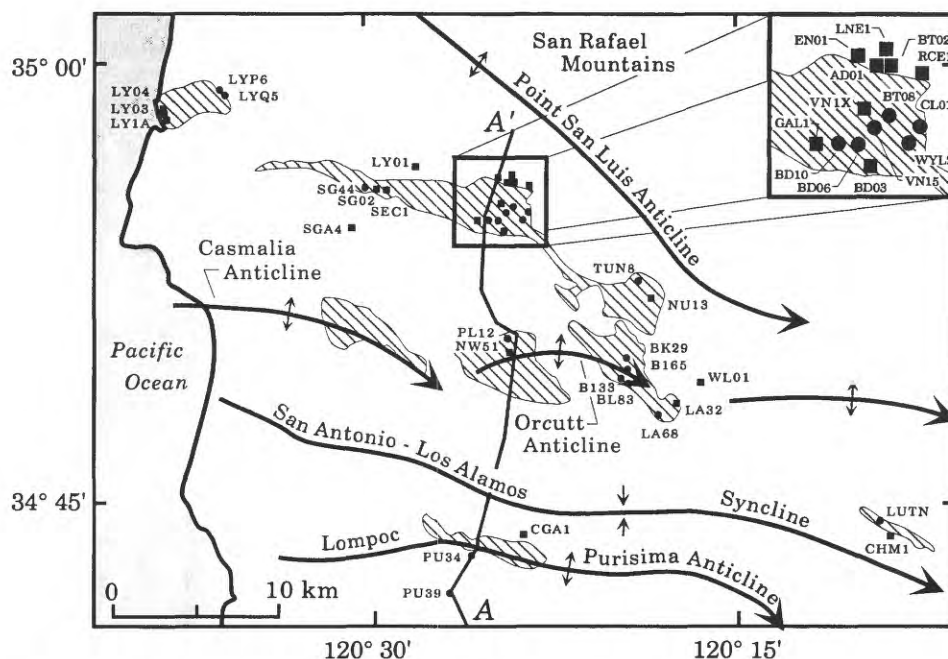 35° 00'
34° 45'
120° 30'
120° 15'
San Rafael
Mountains
Point San Luis Anticline
A'
LY04
LY03
LY1A
LYP6
LYQ5
LY01
SG44
SG02
SEC1
SGA4
LNE1
EN01
BT02
AD01
BT08
VN1X
GAL1
BD10
BD06
BD03
VN15
Casmalia
Anticline
Pacific
Ocean
TUN8
NU13
PL12
NW51
BK29
B165
B133
BL83
WL01
LA32
LA68
Orcutt
Anticline
San Antonio - Los Alamos
Syncline
LUTN
CHM1
CGA1
Lompoc
PU34
Purisima Anticline
PU39
0
10 km
A